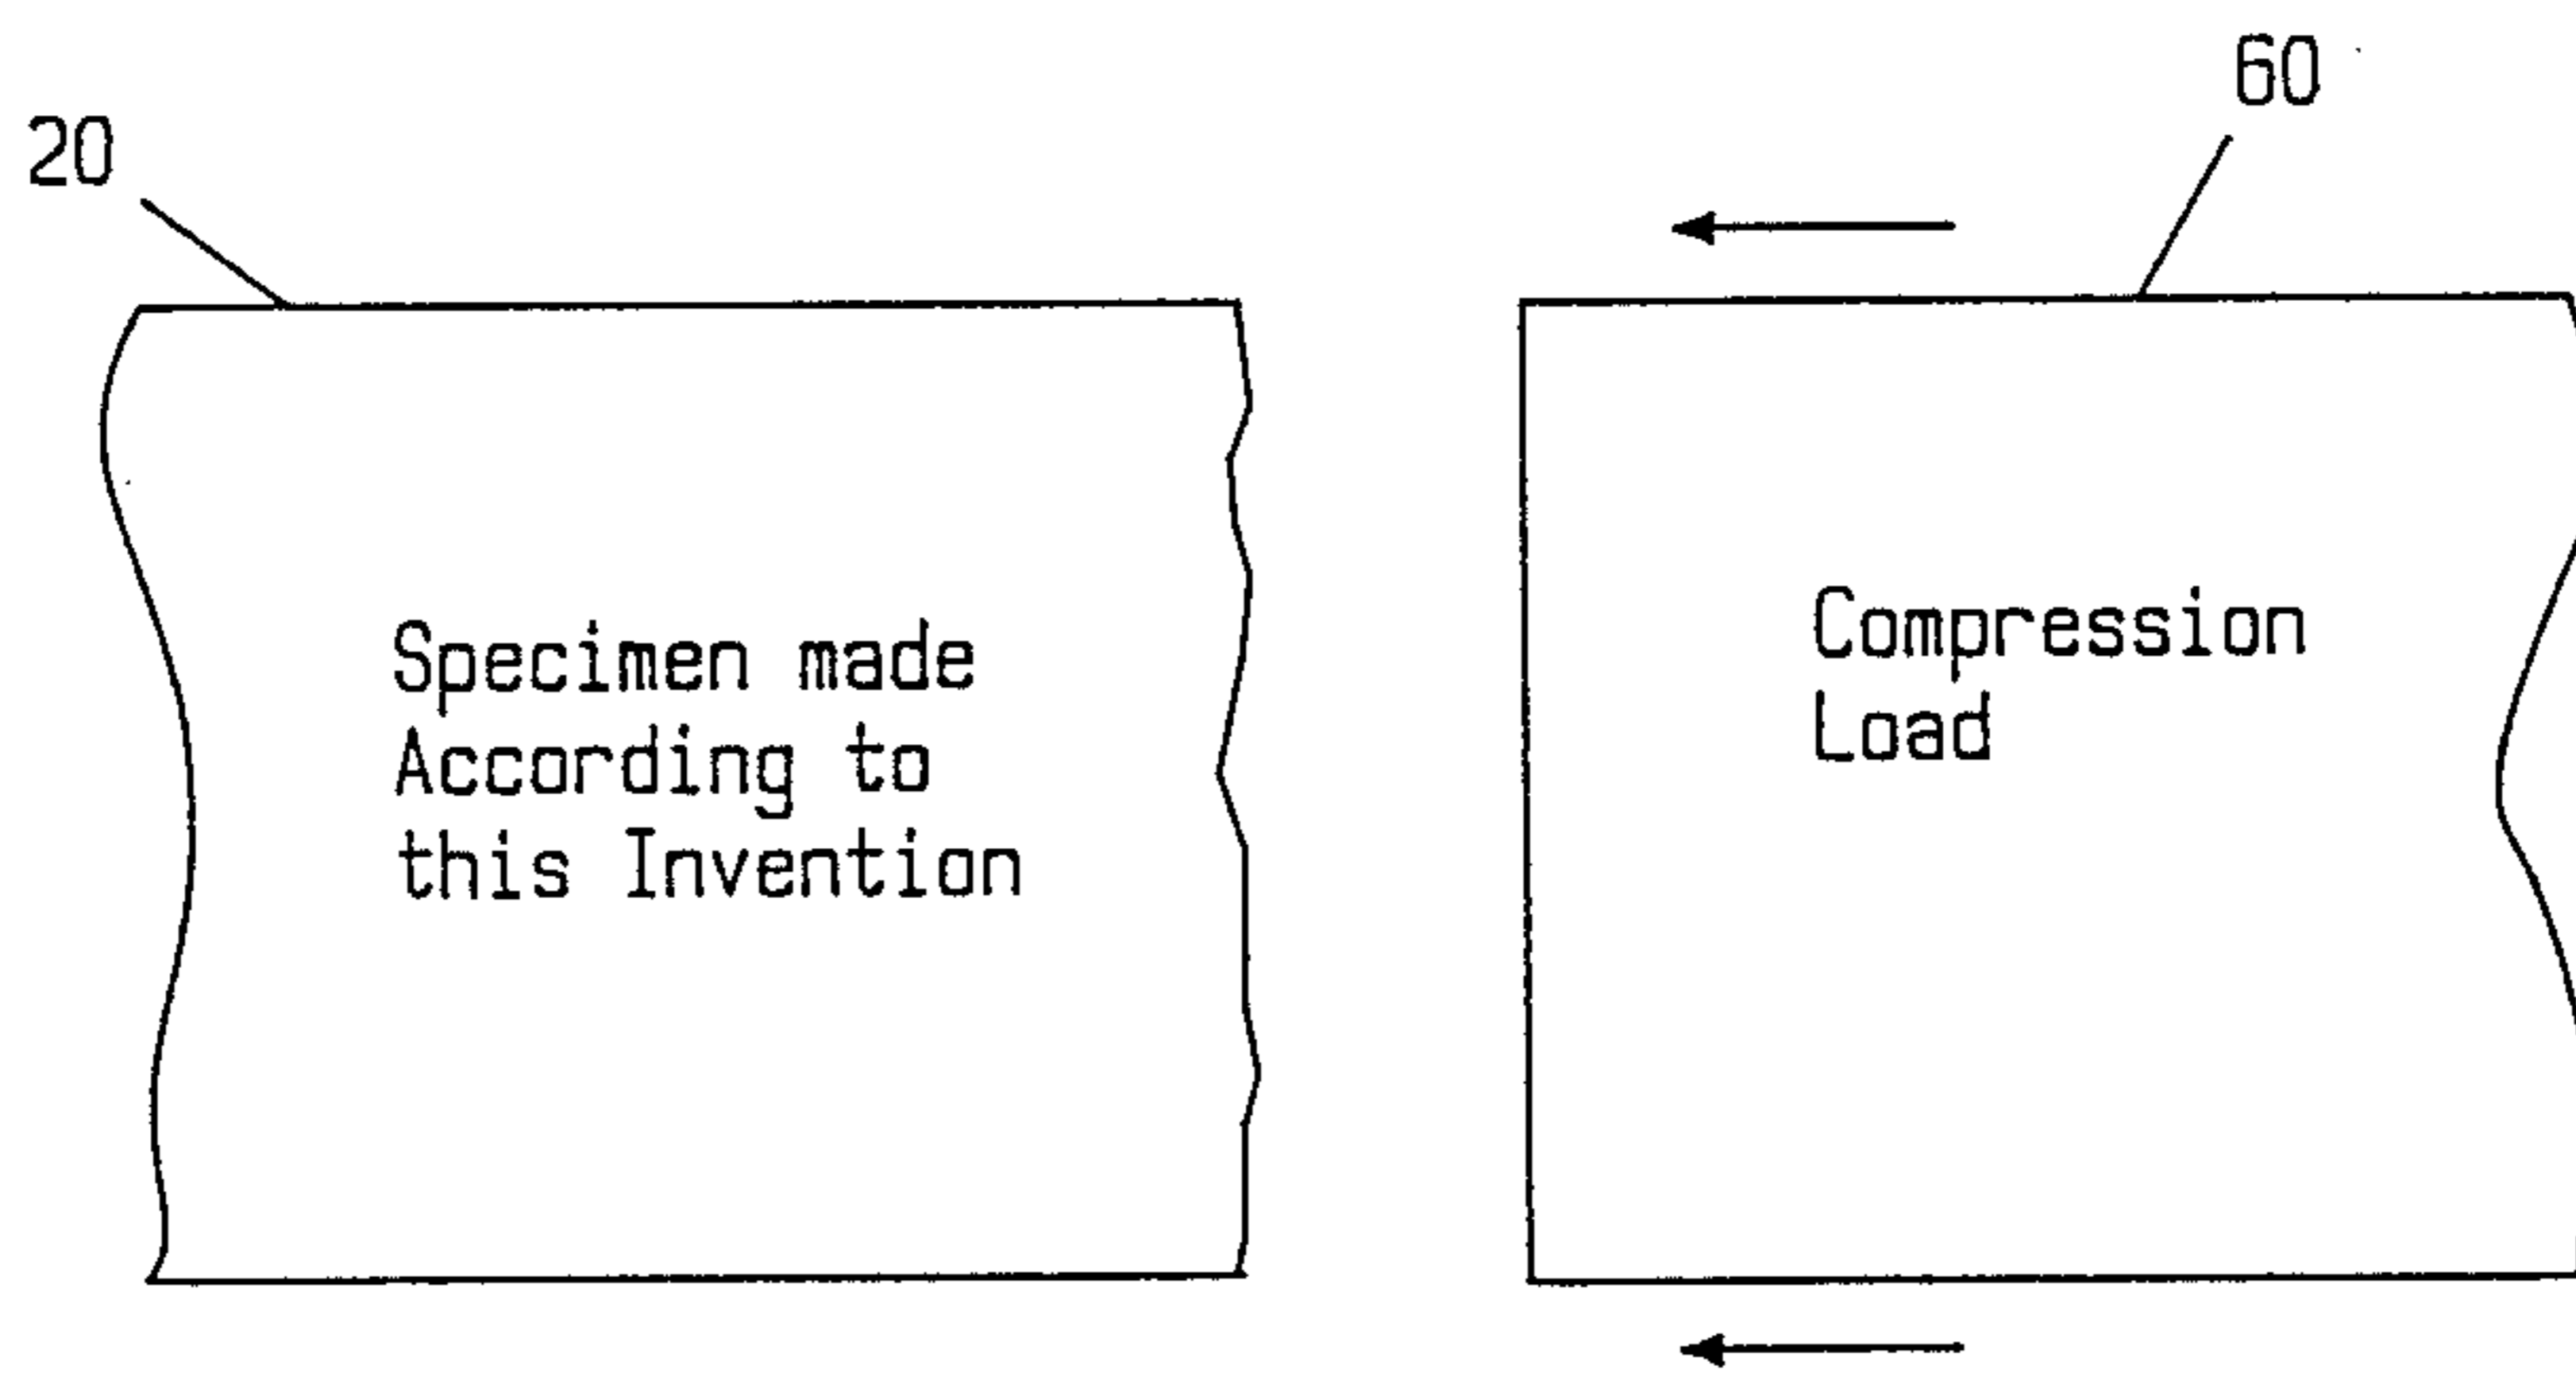 60
20
Specimen made
According to
this Invention
Compression
Load